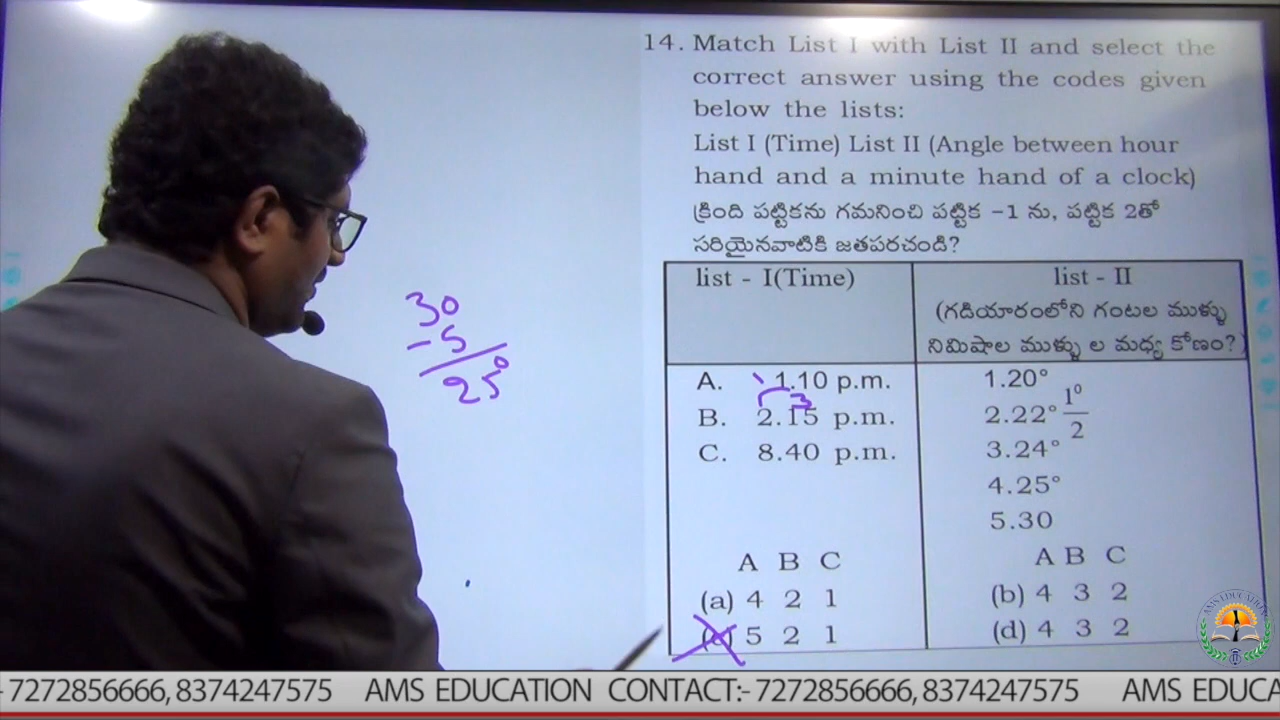 14. Match List I with List II and select the
correct answer using the codes given
below the lists:
List I (Time) List II (Angle between hour
hand and a minute hand of a clock)
క్రింది పట్టికను గమనించి పట్టిక -1 ను, పట్టిక 2తో
సరియైనవాటికి జతపరచండి?
list - I(Time)
list - II
(గడియారంలోని గంటల ముళ్ళు
నిమిషాల ముళ్ళు ల మధ్య కోణం?)
A. 1.10 p.m.
B. 2.15 p.m.
C. 8.40 p.m.
1.20°
2.22° 1°/2
3.24°
4.25°
5.30
A B C
(a) 4 2 1
(c) 5 2 1
A B C
(b) 4 3 2
(d) 4 3 2
30
- 5
25°
3
AMS EDUCATION
- 7272856666, 8374247575 AMS EDUCATION CONTACT:- 7272856666, 8374247575 AMS EDUCA